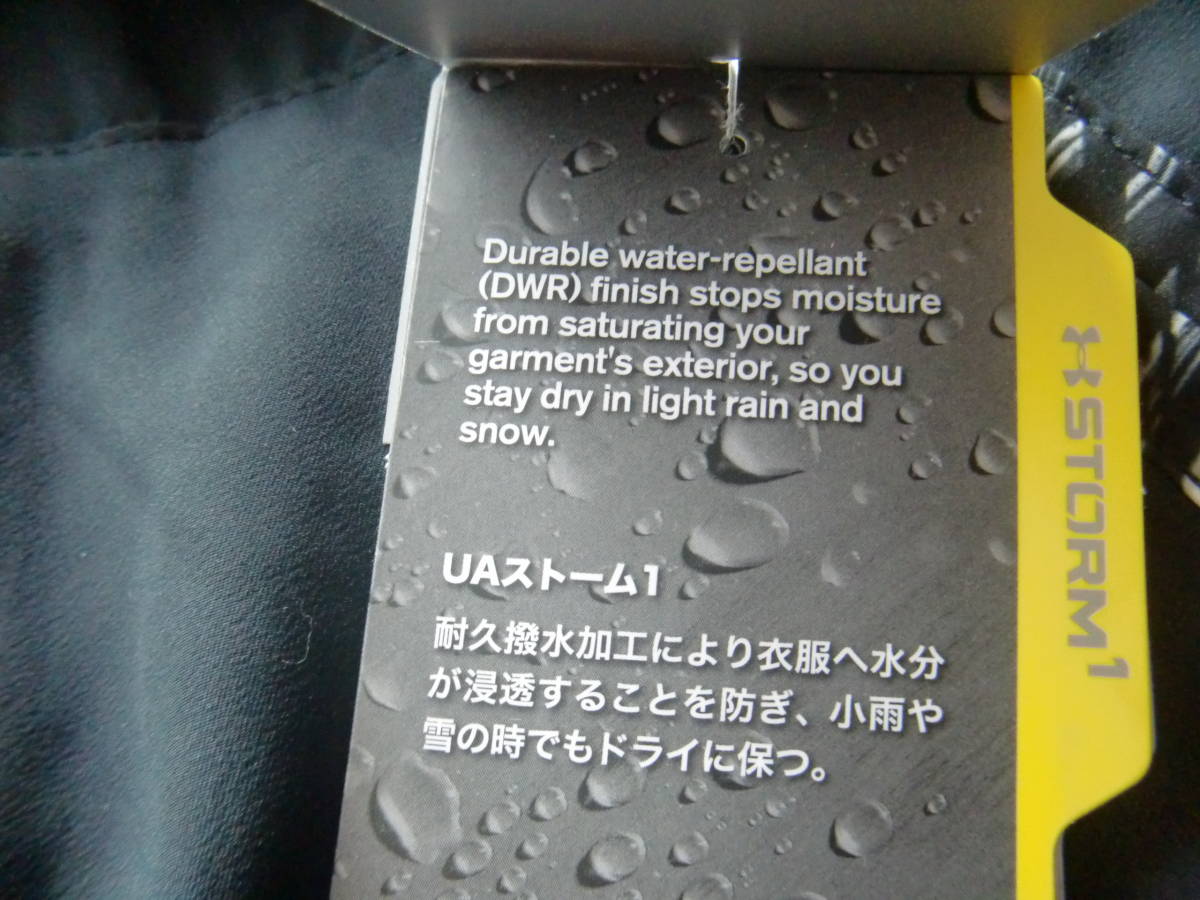 Durable water-repellant
(DWR) finish stops moisture
from saturating your
garment's exterior, so you
stay dry in light rain and
snow.
UAストーム1
耐久撥水加工により衣服へ水分
が浸透することを防ぎ、小雨や
雪の時でもドライに保つ。
STORM1